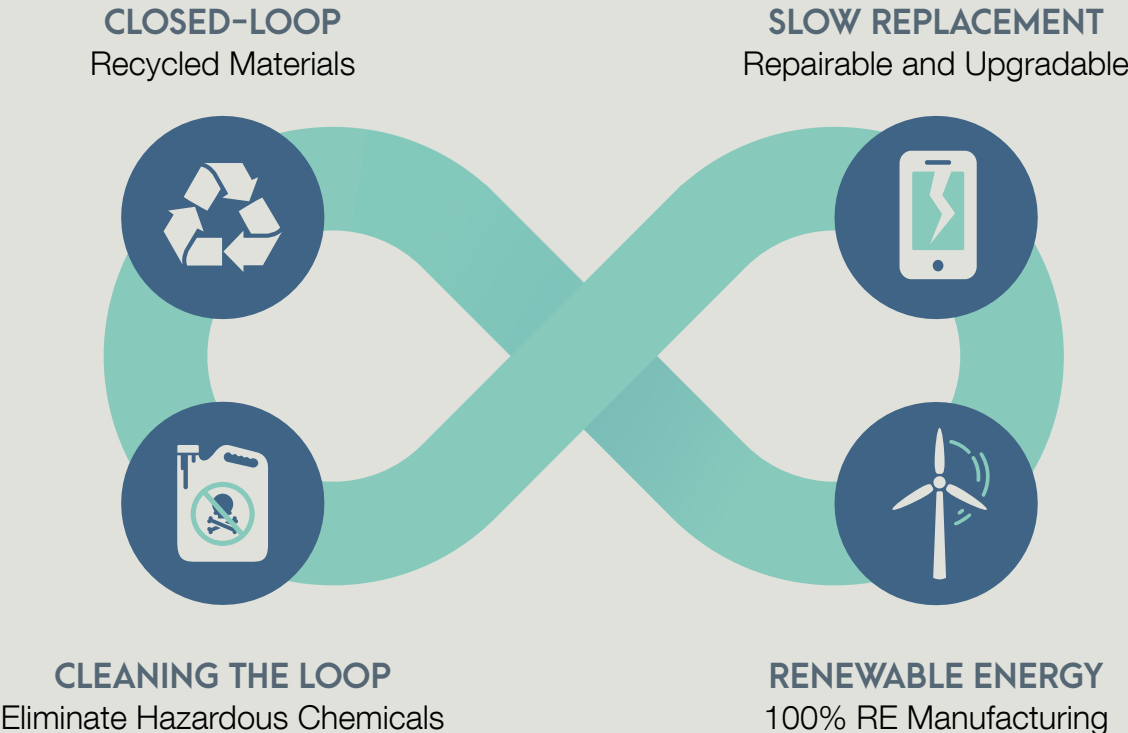 CLOSED-LOOP
Recycled Materials
SLOW REPLACEMENT
Repairable and Upgradable
CLEANING THE LOOP
Eliminate Hazardous Chemicals
RENEWABLE ENERGY
100% RE Manufacturing